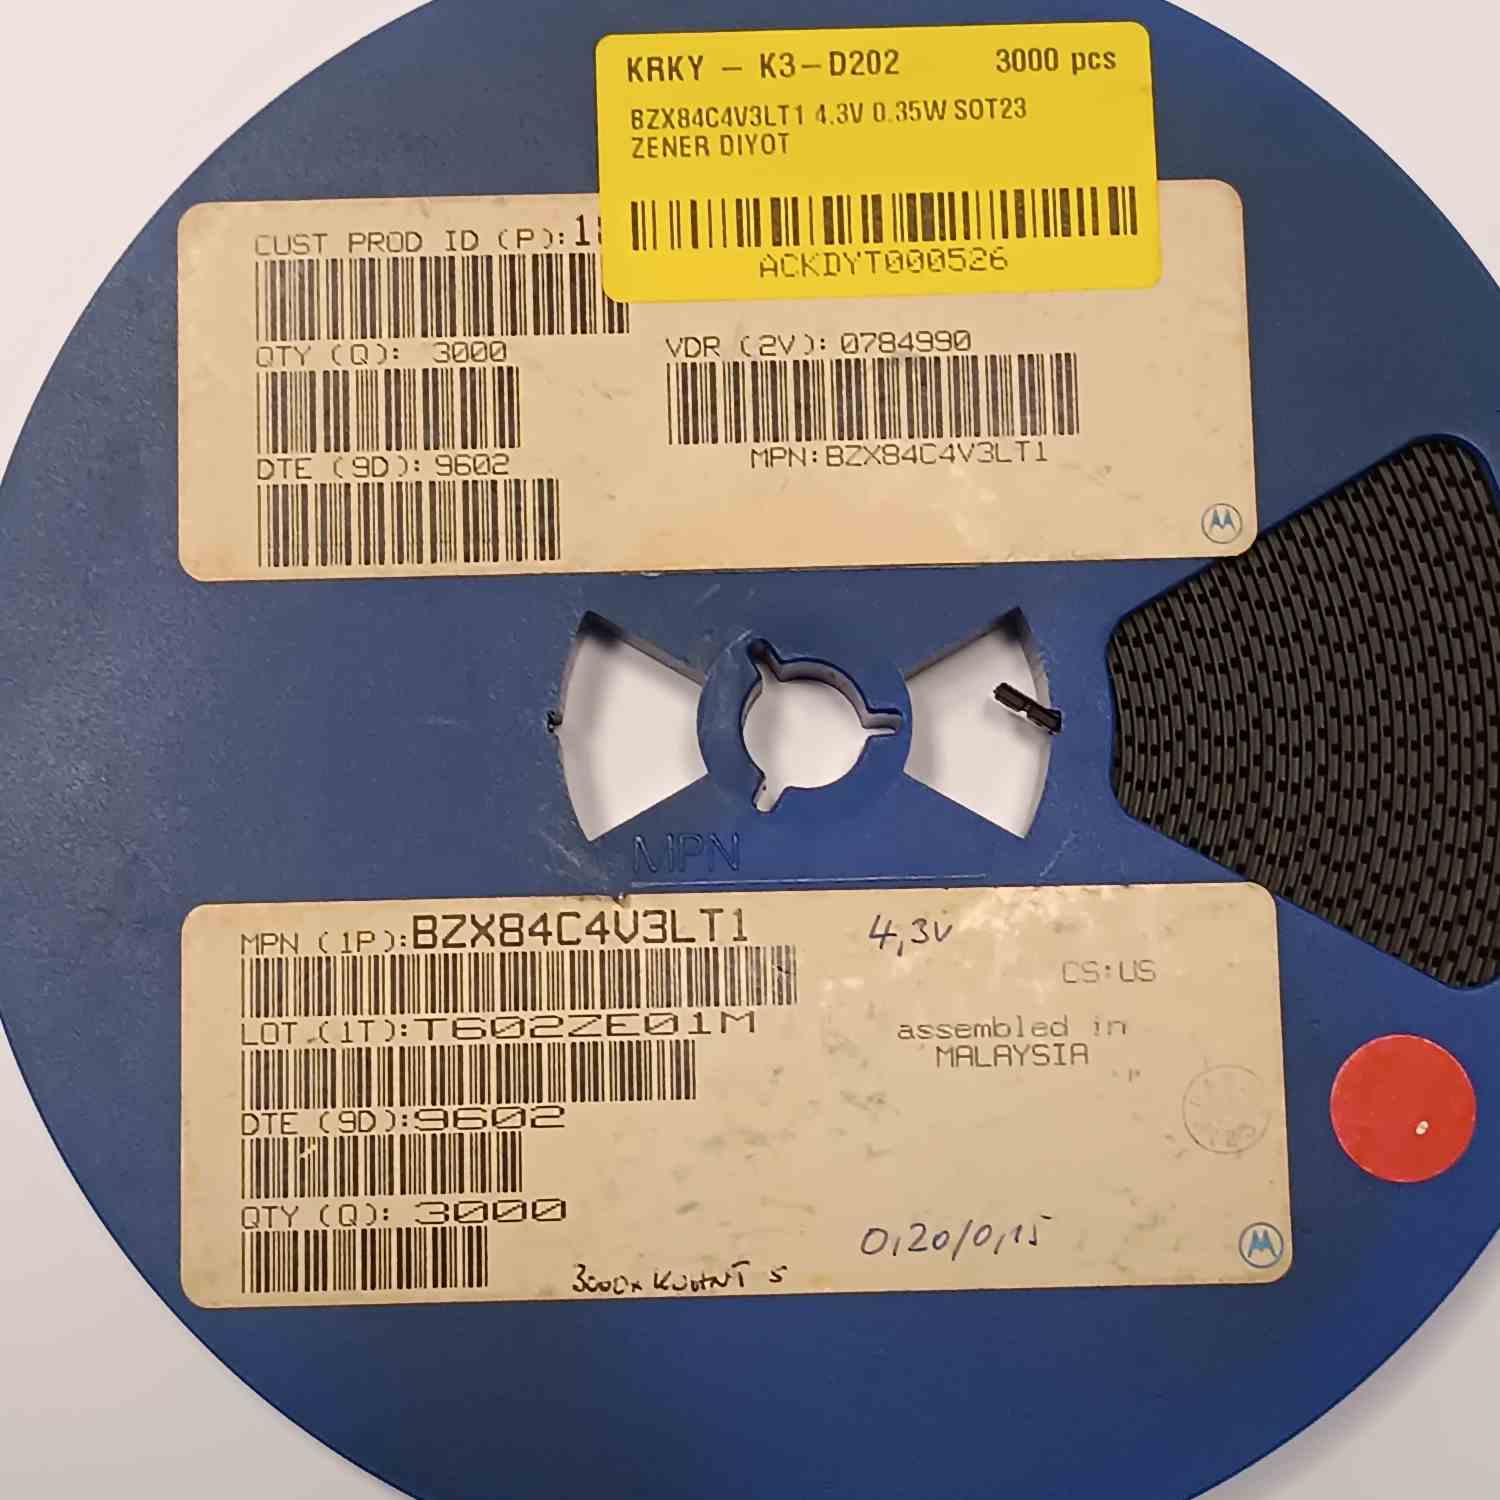 KRKY - K3-D202 3000 pcs
BZX84C4V3LT1 4.3V 0.35W SOT23
ZENER DIYOT
ACKDYT000526
CUST PROD ID (P):
QTY (Q): 3000
VDR (2V): 0784990
DTE (9D): 9602
MPN:BZX84C4V3LT1
MPN
MPN (1P):BZX84C4V3LT1
4,3V
CS:US
LOT (1T):T602ZE01M
assembled in
MALAYSIA
DTE (9D):9602
QTY (Q): 3000
0,20/0,15
3000x